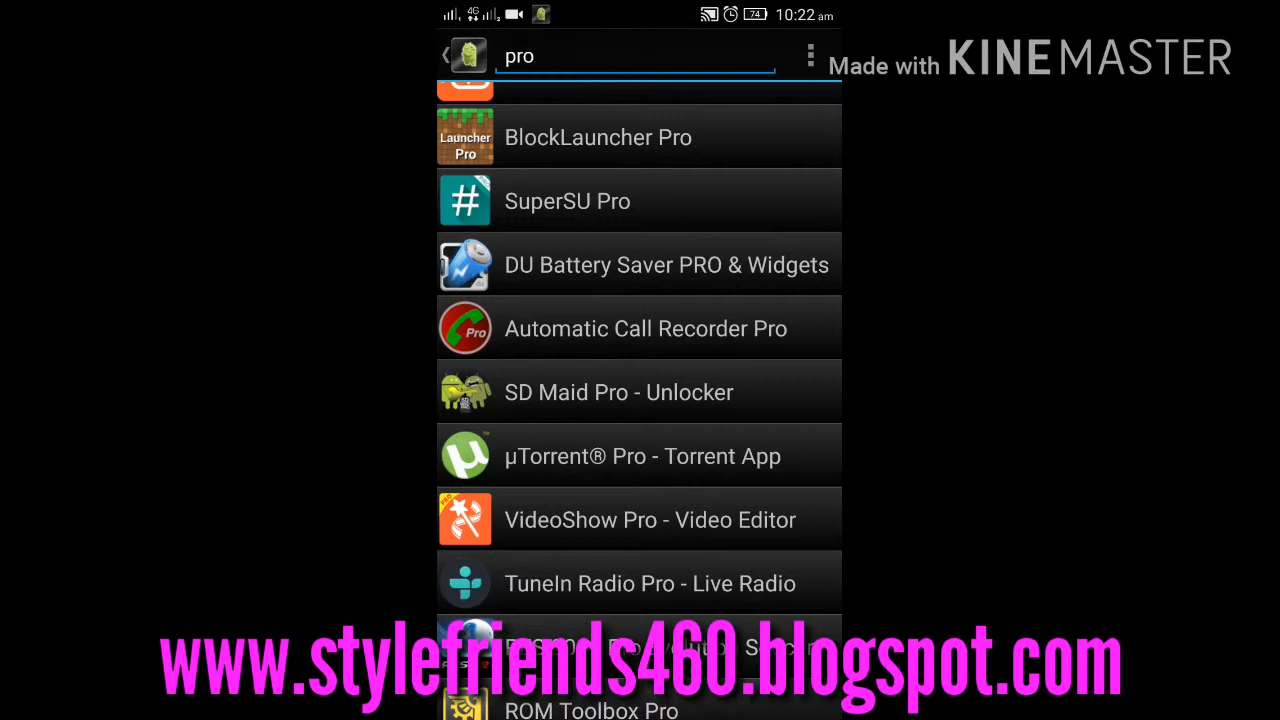 4G 74 10:22 am
pro
Made with KINEMASTER
Launcher Pro BlockLauncher Pro
# SuperSU Pro
DU Battery Saver PRO & Widgets
Pro Automatic Call Recorder Pro
SD Maid Pro - Unlocker
µ µTorrent® Pro - Torrent App
PRO VideoShow Pro - Video Editor
TuneIn Radio Pro - Live Radio
www.stylefriends460.blogspot.com
ROM Toolbox Pro